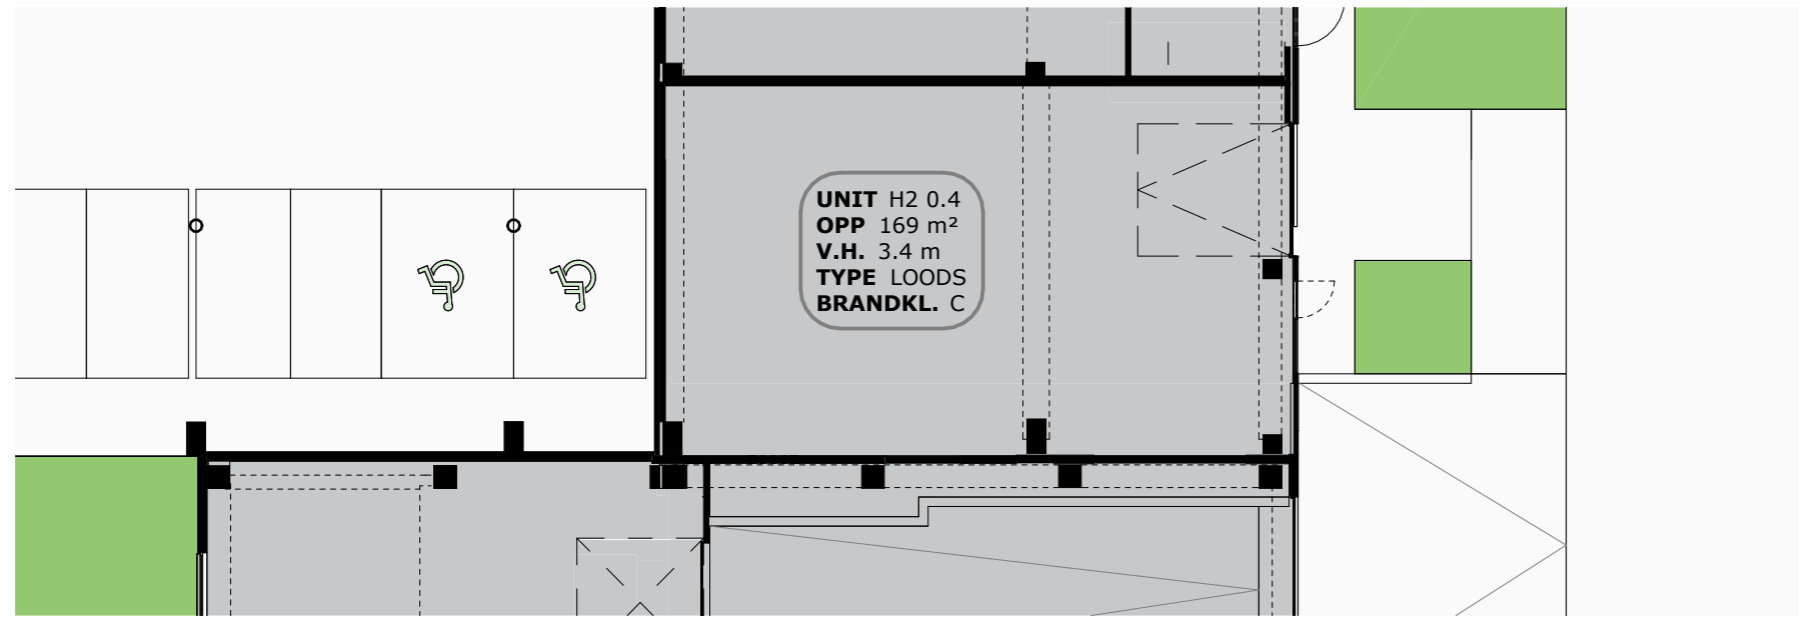 UNIT H2 0.4
OPP 169 m²
V.H. 3.4 m
TYPE LOODS
BRANDKL. C